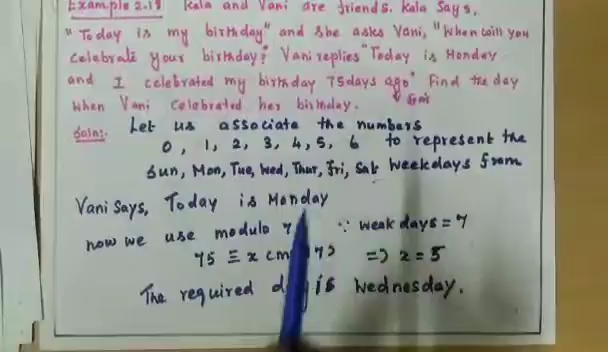 Example 2.19 Kala and Vani are friends. Kala Says,
"Today is my birthday" and she asks Vani, "When will you
celebrate your birthday? Vani replies "Today is Monday
and I celebrated my birthday 75 days ago" Find the day
when Vani celebrated her birthday.
Soln: Let us associate the numbers
0, 1, 2, 3, 4, 5, 6 to represent the
Sun, Mon, Tue, Wed, Thur, Fri, Sat weekdays from
Vani Says, Today is Monday
now we use modulo 7 ∵ weak days = 7
75 ≡ x (mod 7) => x = 5
The required day is Wednesday.